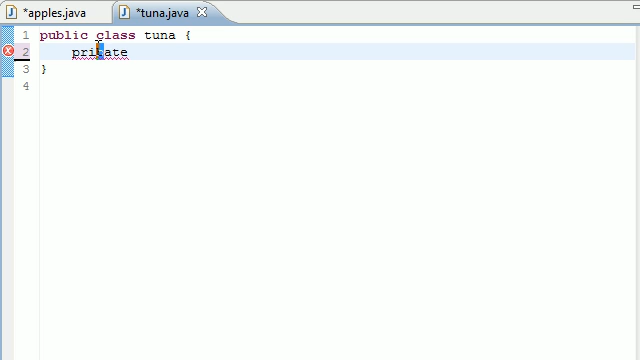 *apples.java
*tuna.java
1 public class tuna {
2 private
3 }
4